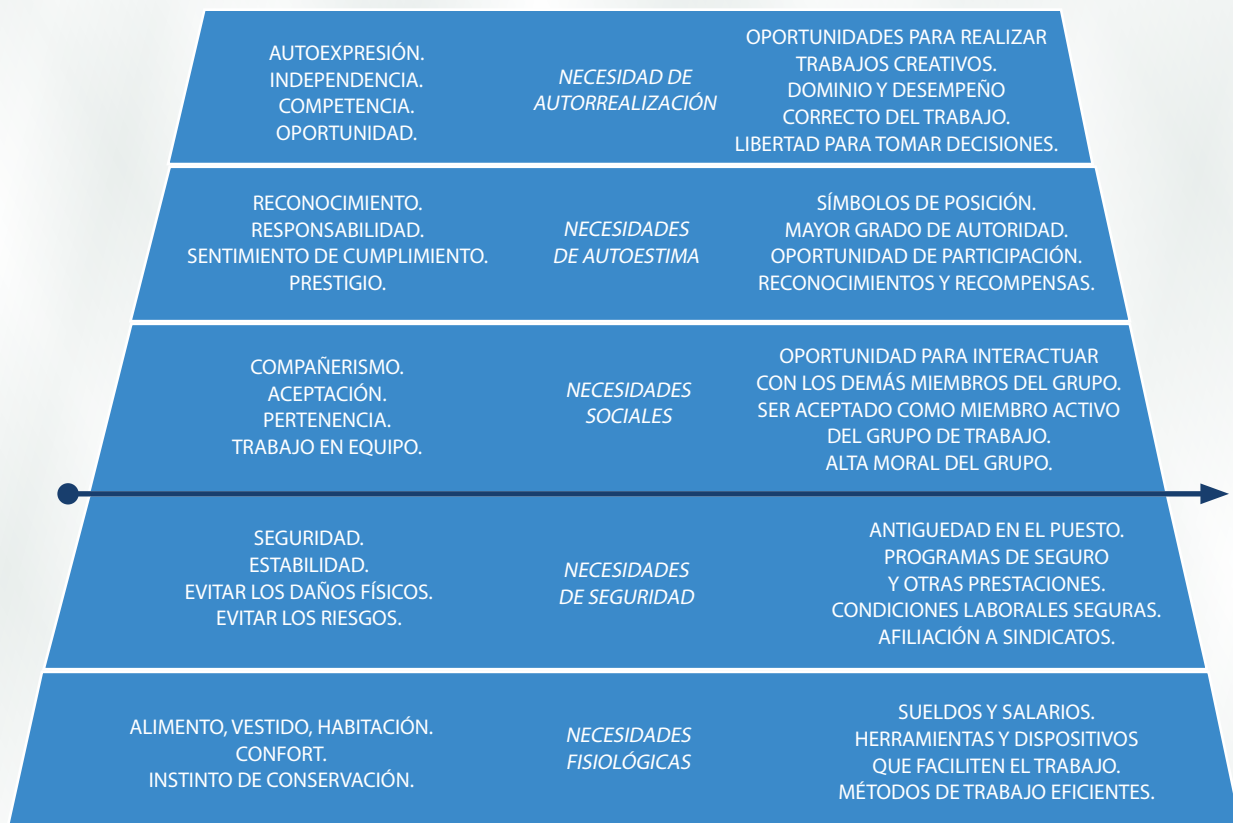 AUTOEXPRESIÓN.
INDEPENDENCIA.
COMPETENCIA.
OPORTUNIDAD.
NECESIDAD DE
AUTORREALIZACIÓN
OPORTUNIDADES PARA REALIZAR
TRABAJOS CREATIVOS.
DOMINIO Y DESEMPEÑO
CORRECTO DEL TRABAJO.
LIBERTAD PARA TOMAR DECISIONES.
RECONOCIMIENTO.
RESPONSABILIDAD.
SENTIMIENTO DE CUMPLIMIENTO.
PRESTIGIO.
NECESIDADES
DE AUTOESTIMA
SÍMBOLOS DE POSICIÓN.
MAYOR GRADO DE AUTORIDAD.
OPORTUNIDAD DE PARTICIPACIÓN.
RECONOCIMIENTOS Y RECOMPENSAS.
COMPAÑERISMO.
ACEPTACIÓN.
PERTENENCIA.
TRABAJO EN EQUIPO.
NECESIDADES
SOCIALES
OPORTUNIDAD PARA INTERACTUAR
CON LOS DEMÁS MIEMBROS DEL GRUPO.
SER ACEPTADO COMO MIEMBRO ACTIVO
DEL GRUPO DE TRABAJO.
ALTA MORAL DEL GRUPO.
SEGURIDAD.
ESTABILIDAD.
EVITAR LOS DAÑOS FÍSICOS.
EVITAR LOS RIESGOS.
NECESIDADES
DE SEGURIDAD
ANTIGUEDAD EN EL PUESTO.
PROGRAMAS DE SEGURO
Y OTRAS PRESTACIONES.
CONDICIONES LABORALES SEGURAS.
AFILIACIÓN A SINDICATOS.
ALIMENTO, VESTIDO, HABITACIÓN.
CONFORT.
INSTINTO DE CONSERVACIÓN.
NECESIDADES
FISIOLÓGICAS
SUELDOS Y SALARIOS.
HERRAMIENTAS Y DISPOSITIVOS
QUE FACILITEN EL TRABAJO.
MÉTODOS DE TRABAJO EFICIENTES.